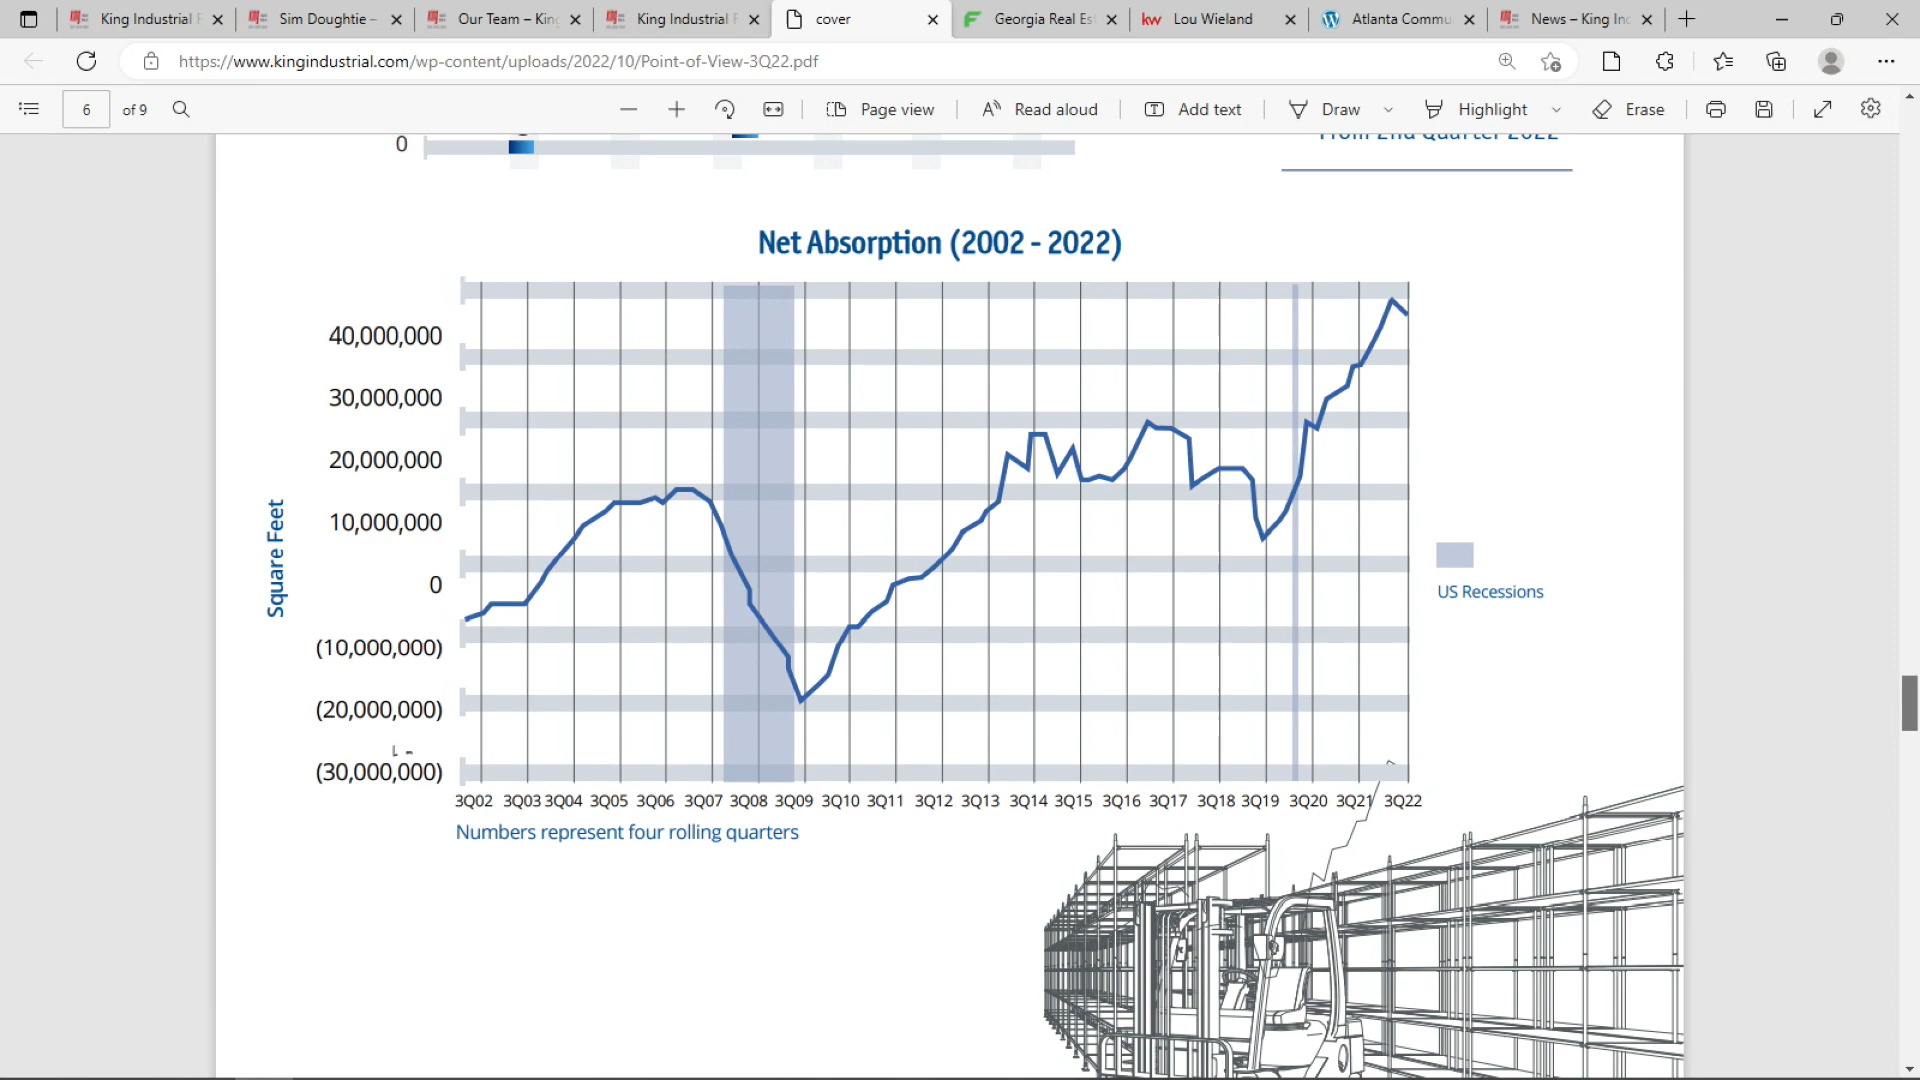 King Industrial
Sim Doughtie –
Our Team –
King Industrial
cover
Georgia Real
Lou Wieland
Atlanta
News – King
https://www.kingindustrial.com/wp-content/uploads/2022/10/Point-of-View-3Q22.pdf
6 of 9
Page view
Read aloud
Add text
Draw
Highlight
Erase
0
From 2nd Quarter 2022
Net Absorption (2002 - 2022)
40,000,000
30,000,000
20,000,000
10,000,000
0
(10,000,000)
(20,000,000)
(30,000,000)
Square Feet
US Recessions
3Q02 3Q03 3Q04 3Q05 3Q06 3Q07 3Q08 3Q09 3Q10 3Q11 3Q12 3Q13 3Q14 3Q15 3Q16 3Q17 3Q18 3Q19 3Q20 3Q21 3Q22
Numbers represent four rolling quarters